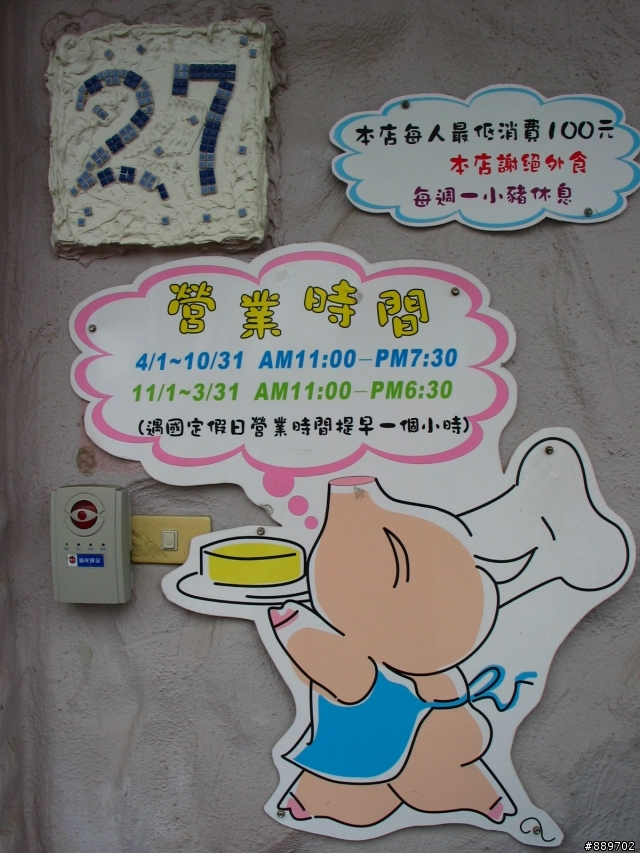 27
本店每人最低消費100元
本店謝絕外食
每週一小豬休息
營業時間
4/1~10/31 AM11:00-PM7:30
11/1~3/31 AM11:00-PM6:30
(遇國定假日營業時間提早一個小時)
#889702